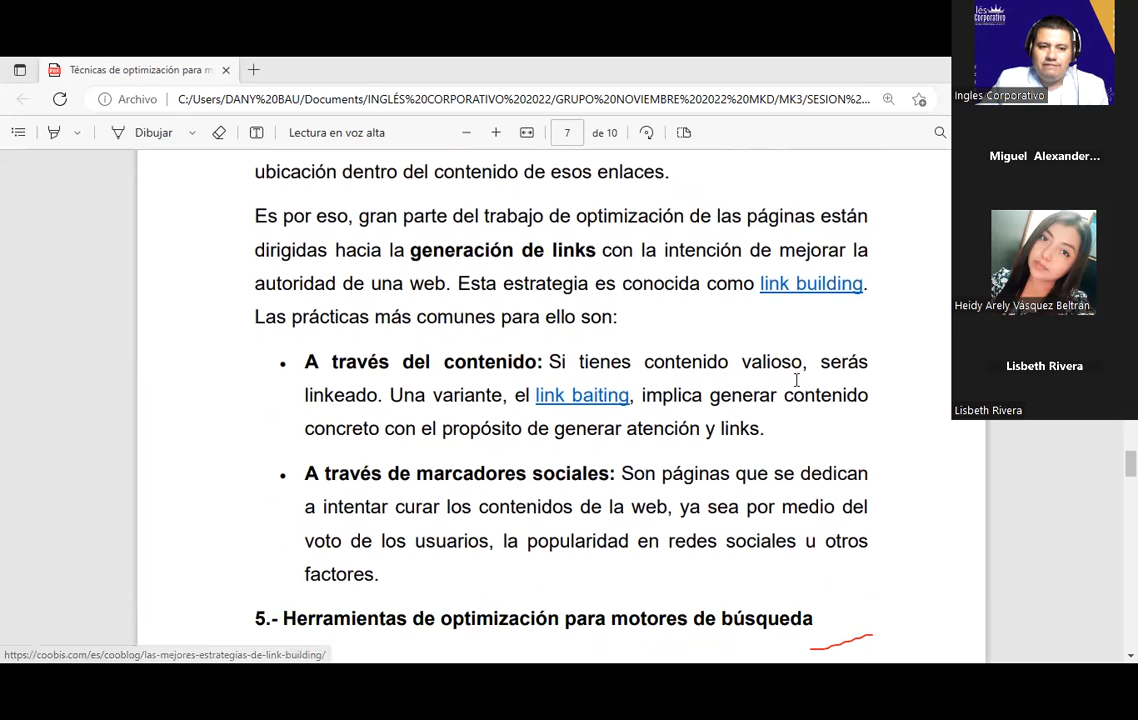 Técnicas de optimización para m
Archivo
C:/Users/DANY%20BAU/Documents/INGLÉS%20CORPORATIVO%202022/GRUPO%20NOVIEMBRE%202022%20MKD/MK3/SESION%2...
Dibujar
Lectura en voz alta
7
de 10
ubicación dentro del contenido de esos enlaces.
Es por eso, gran parte del trabajo de optimización de las páginas están
dirigidas hacia la generación de links con la intención de mejorar la
autoridad de una web. Esta estrategia es conocida como link building.
Las prácticas más comunes para ello son:
• A través del contenido: Si tienes contenido valioso, serás
linkeado. Una variante, el link baiting, implica generar contenido
concreto con el propósito de generar atención y links.
• A través de marcadores sociales: Son páginas que se dedican
a intentar curar los contenidos de la web, ya sea por medio del
voto de los usuarios, la popularidad en redes sociales u otros
factores.
5.- Herramientas de optimización para motores de búsqueda
https://coobis.com/es/cooblog/las-mejores-estrategias-de-link-building/
lés
Corporativo
Ingles Corporativo
Miguel Alexander...
Heidy Arely Vásquez Beltrán
Lisbeth Rivera
Lisbeth Rivera